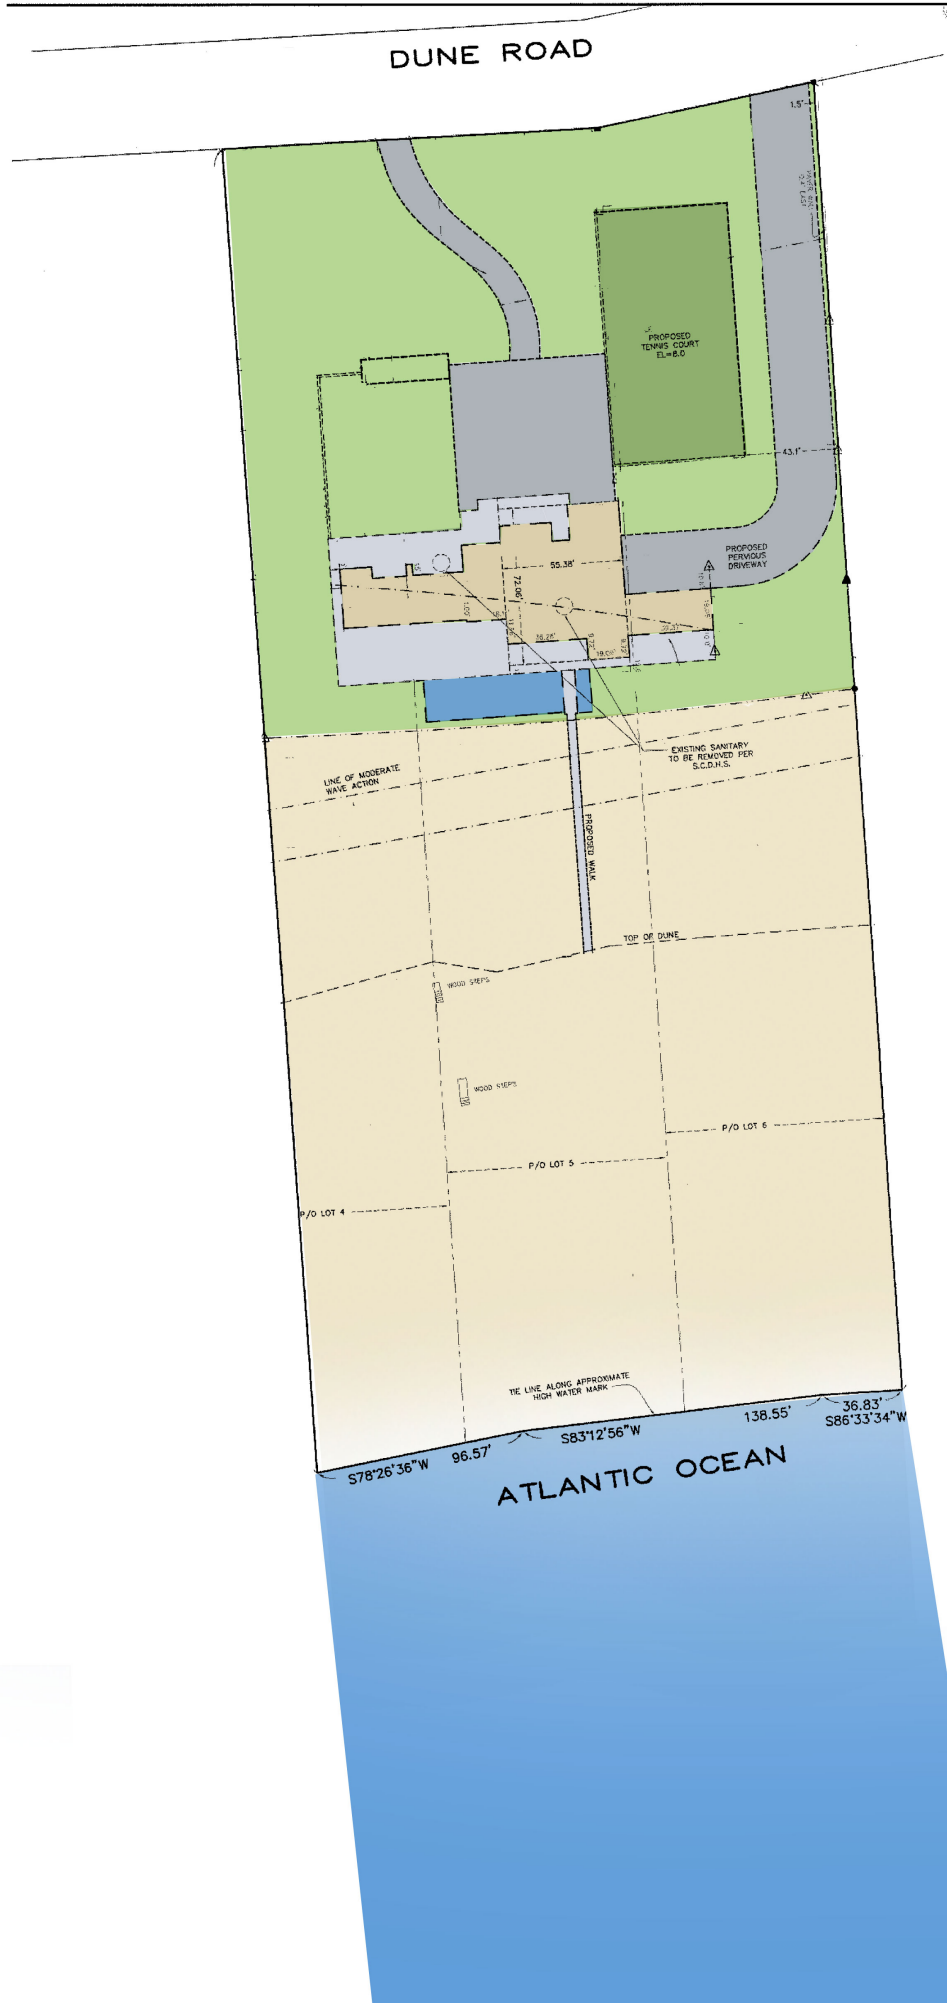 DUNE ROAD
1.5'
PROPOSED
TENNIS COURT
EL=8.0
43.1'
PROPOSED
PERVIOUS
DRIVEWAY
55.38'
72.06'
LINE OF MODERATE
WAVE ACTION
EXISTING SANITARY
TO BE REMOVED PER
S.C.D.H.S.
PROPOSED WALK
TOP OF DUNE
WOOD STEPS
WOOD STEPS
P/O LOT 6
P/O LOT 5
P/O LOT 4
TIE LINE ALONG APPROXIMATE
HIGH WATER MARK
S78°26'36"W
96.57'
S83°12'56"W
138.55'
36.83'
S86°33'34"W
ATLANTIC OCEAN